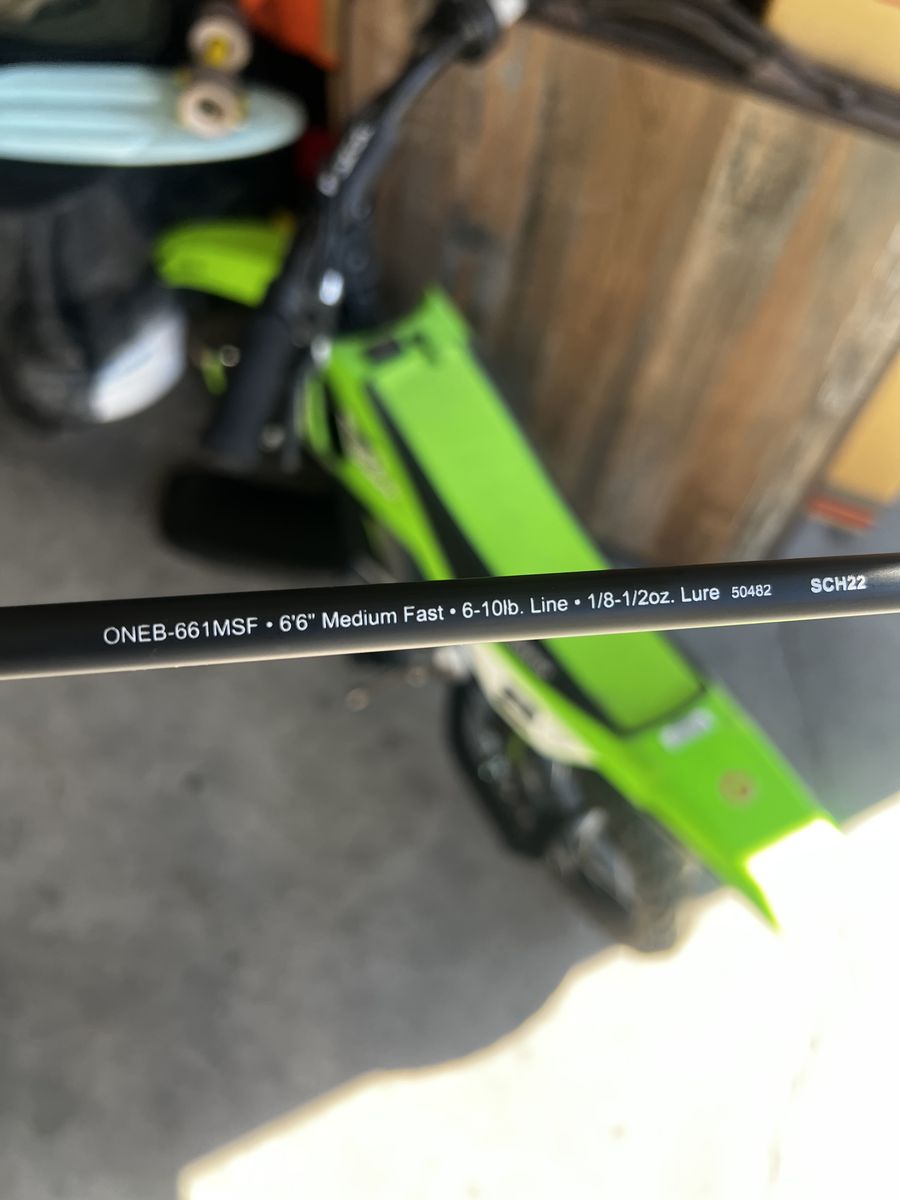 ONEB-661MSF • 6'6" Medium Fast • 6-10lb. Line • 1/8-1/2oz. Lure 50482 SCH22